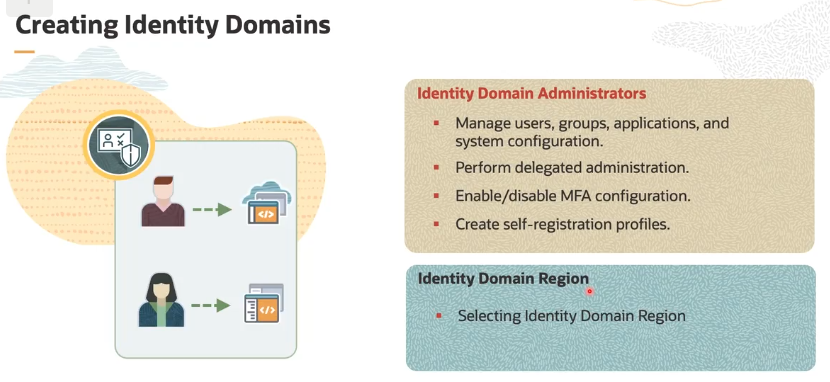 Creating Identity Domains
Identity Domain Administrators
▪ Manage users, groups, applications, and
system configuration.
▪ Perform delegated administration.
▪ Enable/disable MFA configuration.
▪ Create self-registration profiles.
</>
</>
Identity Domain Region
▪ Selecting Identity Domain Region